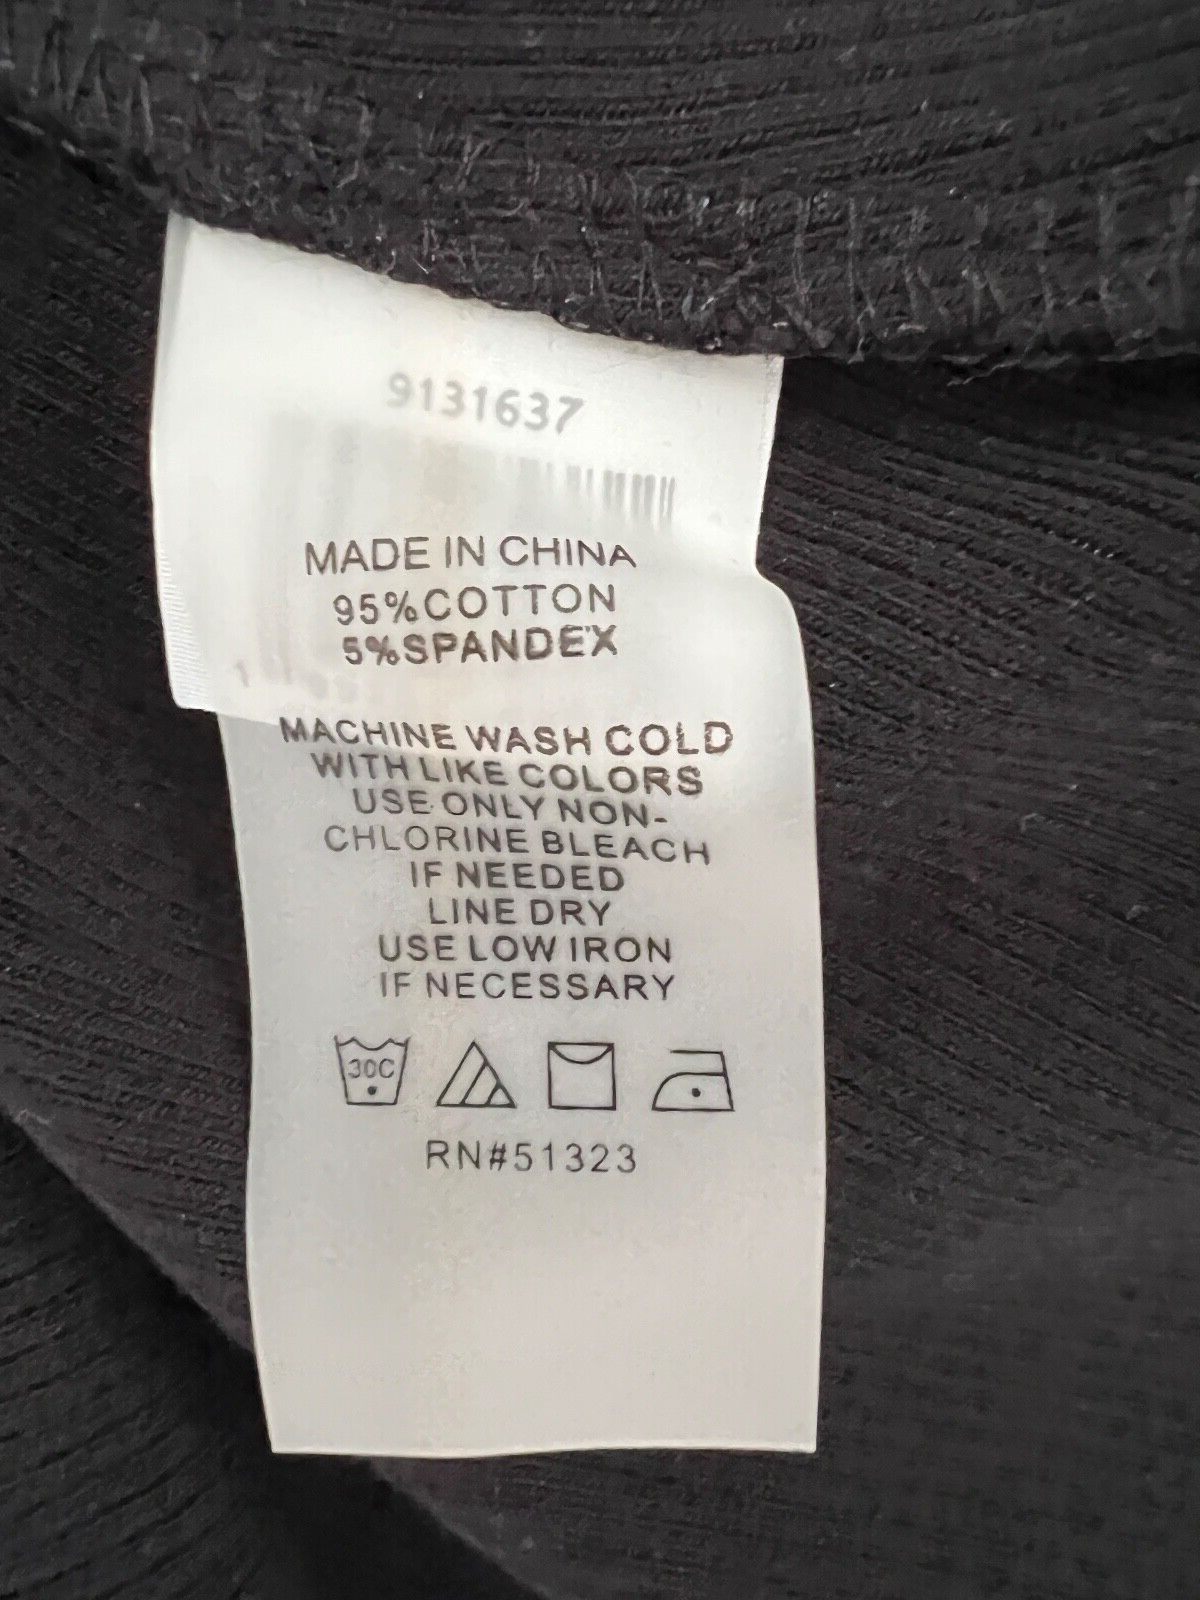 9131637
MADE IN CHINA
95%COTTON
5%SPANDEX
MACHINE WASH COLD
WITH LIKE COLORS
USE ONLY NON-
CHLORINE BLEACH
IF NEEDED
LINE DRY
USE LOW IRON
IF NECESSARY
30C
RN#51323